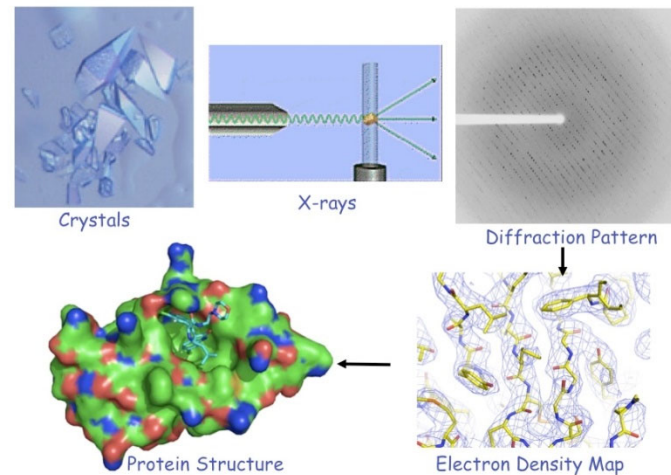 Crystals
X-rays
Diffraction Pattern
Protein Structure
Electron Density Map